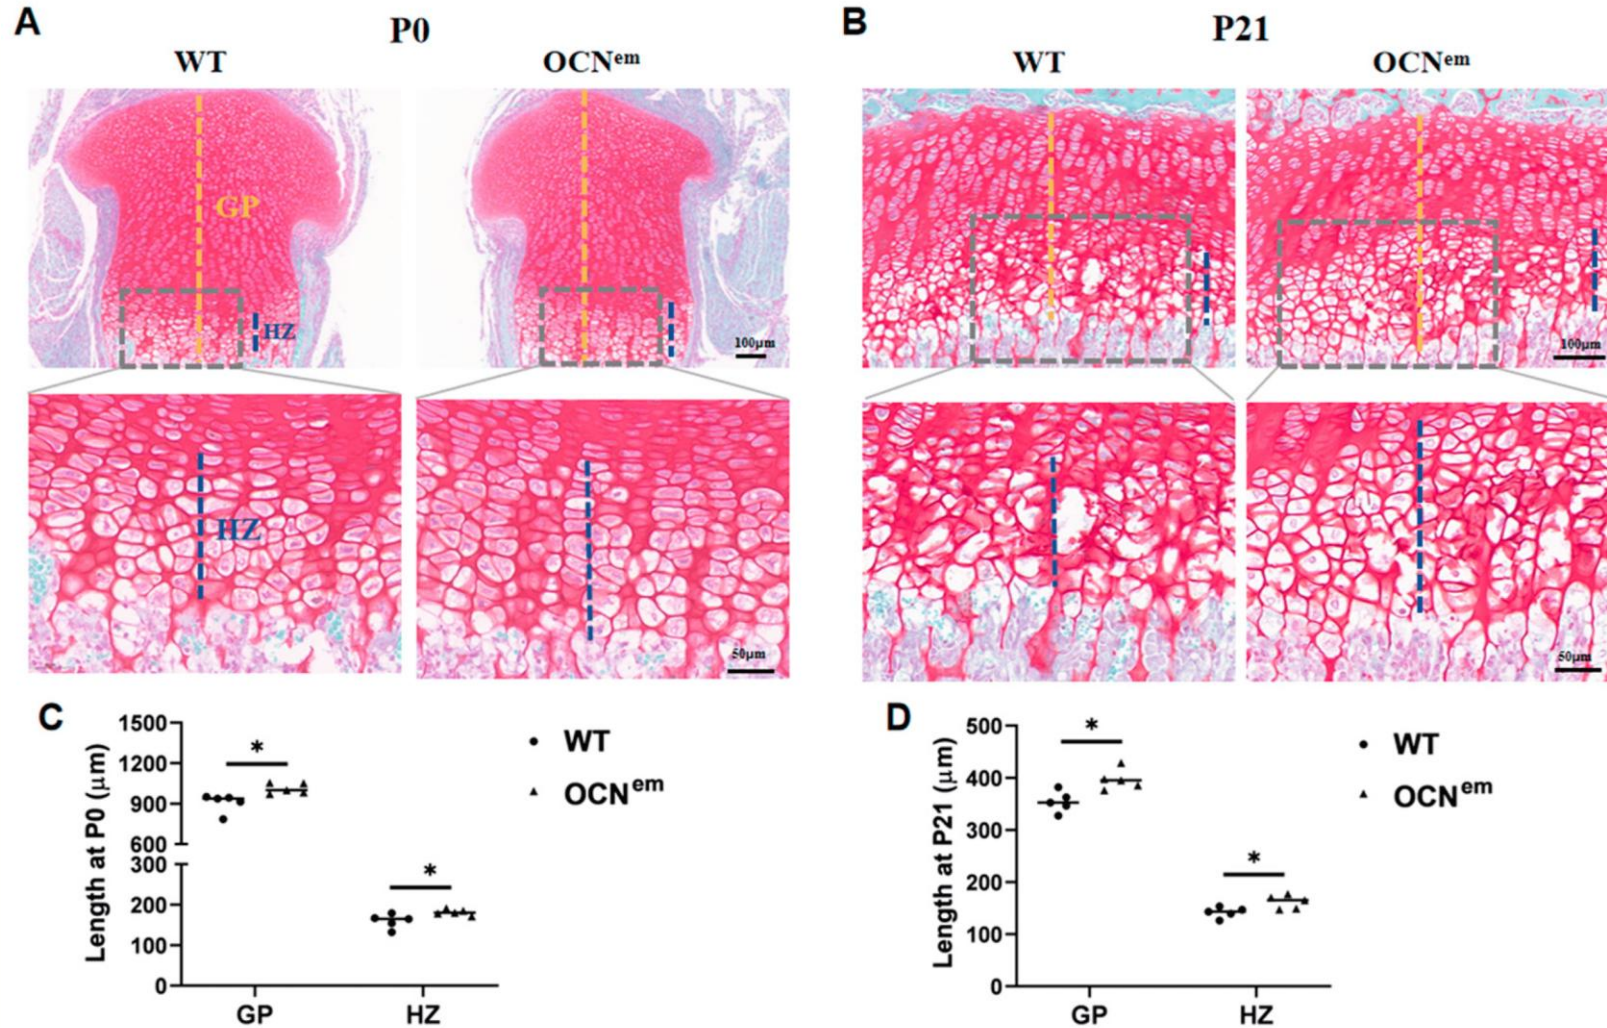 A
P0
WT
OCNem
GP
HZ
100μm
HZ
50μm
B
P21
WT
OCNem
100μm
50μm
C
Length at P0 (μm)
1500
1200
900
600
300
200
100
0
*
*
GP
HZ
WT
OCNem
D
Length at P21 (μm)
500
400
300
200
100
0
*
*
GP
HZ
WT
OCNem